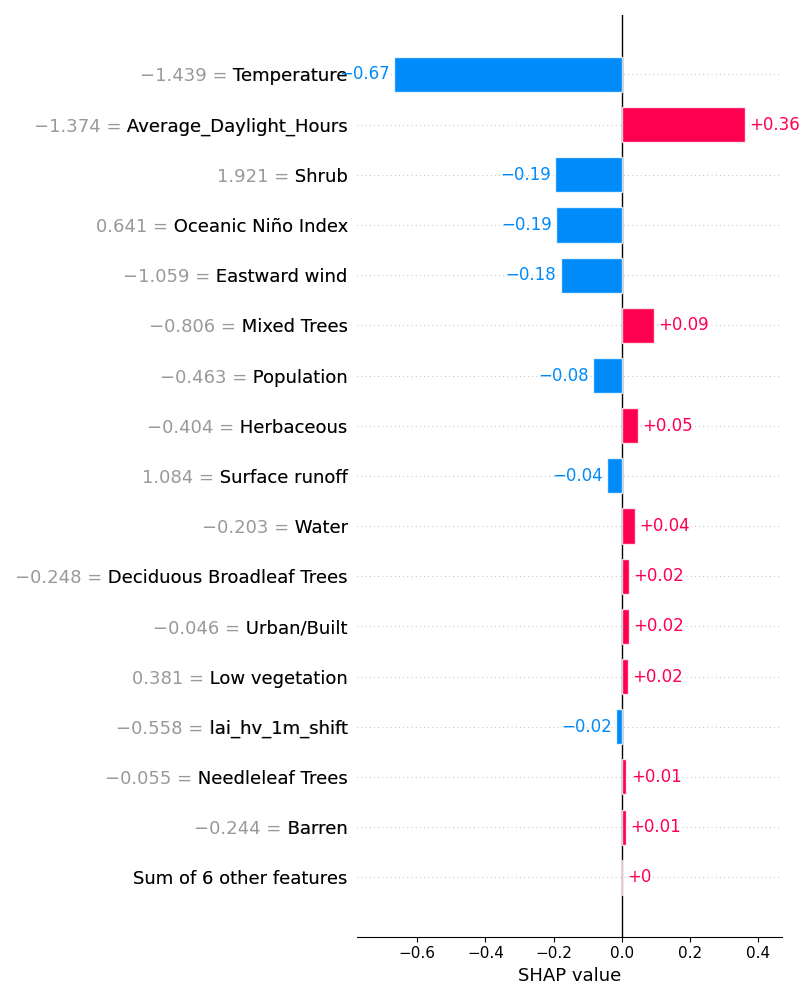 −1.439 = Temperature −0.67
−1.374 = Average_Daylight_Hours +0.36
1.921 = Shrub −0.19
0.641 = Oceanic Niño Index −0.19
−1.059 = Eastward wind −0.18
−0.806 = Mixed Trees +0.09
−0.463 = Population −0.08
−0.404 = Herbaceous +0.05
1.084 = Surface runoff −0.04
−0.203 = Water +0.04
−0.248 = Deciduous Broadleaf Trees +0.02
−0.046 = Urban/Built +0.02
0.381 = Low vegetation +0.02
−0.558 = lai_hv_1m_shift −0.02
−0.055 = Needleleaf Trees +0.01
−0.244 = Barren +0.01
Sum of 6 other features +0
−0.6 −0.4 −0.2 0.0 0.2 0.4
SHAP value